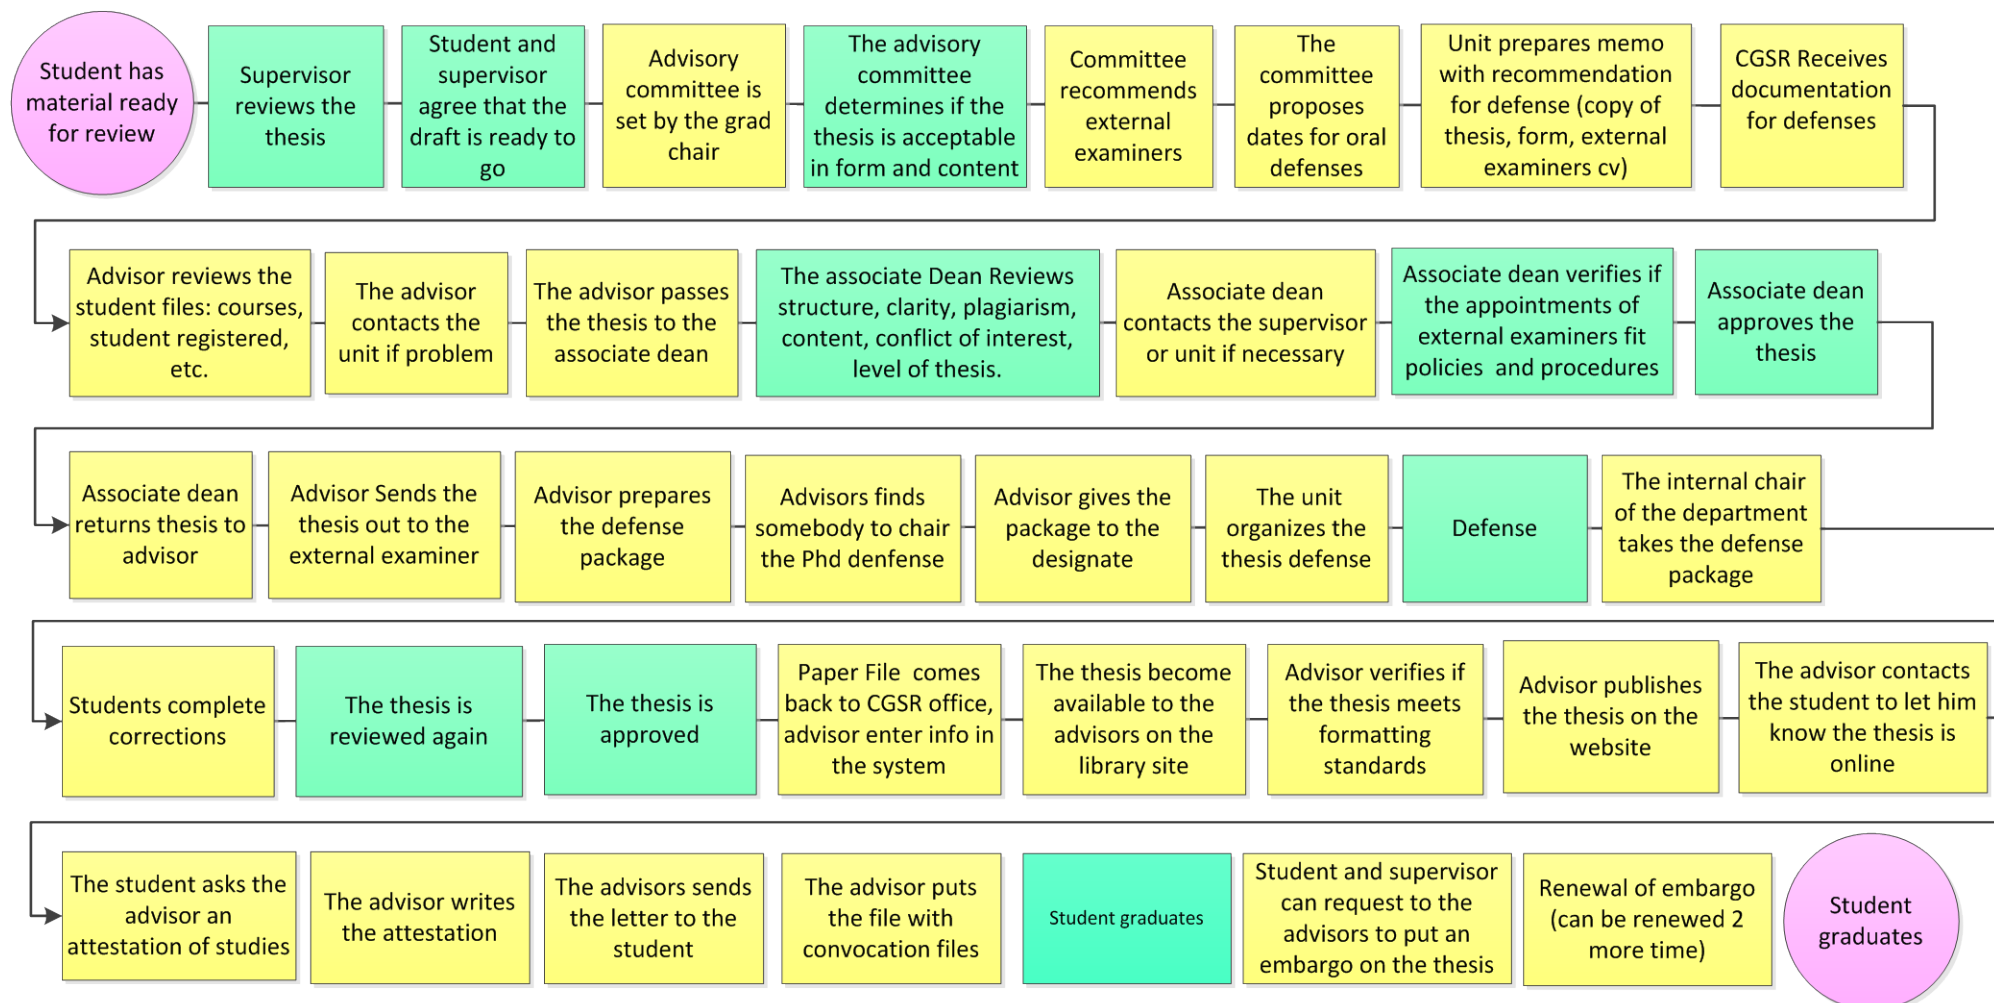 Student has
material ready
for review
Supervisor
reviews the
thesis
Student and
supervisor
agree that the
draft is ready to
go
Advisory
committee is
set by the grad
chair
The advisory
committee
determines if the
thesis is acceptable
in form and content
Committee
recommends
external
examiners
The
committee
proposes
dates for oral
defenses
Unit prepares memo
with recommendation
for defense (copy of
thesis, form, external
examiners cv)
CGSR Receives
documentation
for defenses
Advisor reviews the
student files: courses,
student registered,
etc.
The advisor
contacts the
unit if problem
The advisor passes
the thesis to the
associate dean
The associate Dean Reviews
structure, clarity, plagiarism,
content, conflict of interest,
level of thesis.
Associate dean
contacts the supervisor
or unit if necessary
Associate dean verifies if
the appointments of
external examiners fit
policies and procedures
Associate dean
approves the
thesis
Associate dean
returns thesis to
advisor
Advisor Sends the
thesis out to the
external examiner
Advisor prepares
the defense
package
Advisors finds
somebody to chair
the Phd denfense
Advisor gives the
package to the
designate
The unit
organizes the
thesis defense
Defense
The internal chair
of the department
takes the defense
package
Students complete
corrections
The thesis is
reviewed again
The thesis is
approved
Paper File comes
back to CGSR office,
advisor enter info in
the system
The thesis become
available to the
advisors on the
library site
Advisor verifies if
the thesis meets
formatting
standards
Advisor publishes
the thesis on the
website
The advisor contacts
the student to let him
know the thesis is
online
The student asks the
advisor an
attestation of studies
The advisor writes
the attestation
The advisors sends
the letter to the
student
The advisor puts
the file with
convocation files
Student graduates
Student and supervisor
can request to the
advisors to put an
embargo on the thesis
Renewal of embargo
(can be renewed 2
more time)
Student
graduates